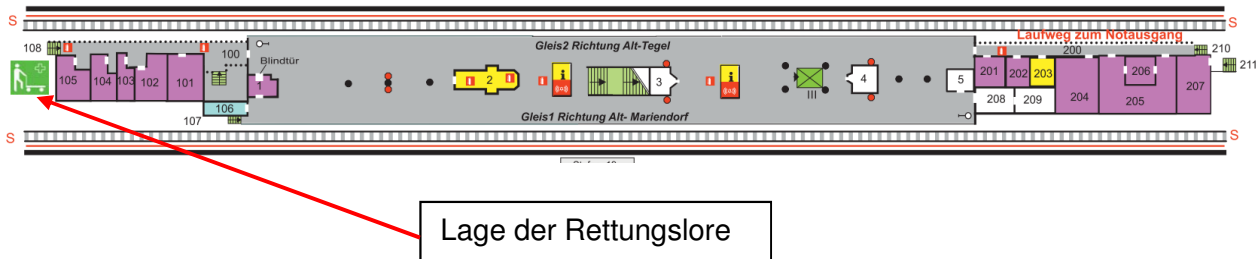 S
S
Laufweg zum Notausgang
108
100
Gleis2 Richtung Alt-Tegel
200
210
Blindtür
211
105
104
103
102
101
1
2
3
4
5
201
202
203
206
204
205
207
208
209
106
107
Gleis1 Richtung Alt- Mariendorf
S
S
Lage der Rettungslore